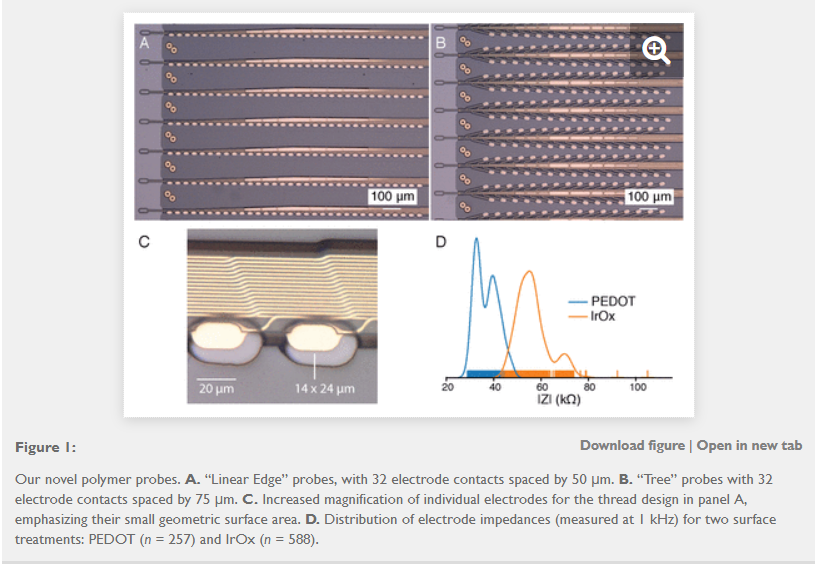 A
B
100 µm
100 µm
C
D
20 µm
14 x 24 µm
PEDOT
IrOx
20 40 60 80 100
|Z| (kΩ)
Figure 1:
Download figure | Open in new tab
Our novel polymer probes. A. “Linear Edge” probes, with 32 electrode contacts spaced by 50 µm. B. “Tree” probes with 32
electrode contacts spaced by 75 µm. C. Increased magnification of individual electrodes for the thread design in panel A,
emphasizing their small geometric surface area. D. Distribution of electrode impedances (measured at 1 kHz) for two surface
treatments: PEDOT (n = 257) and IrOx (n = 588).